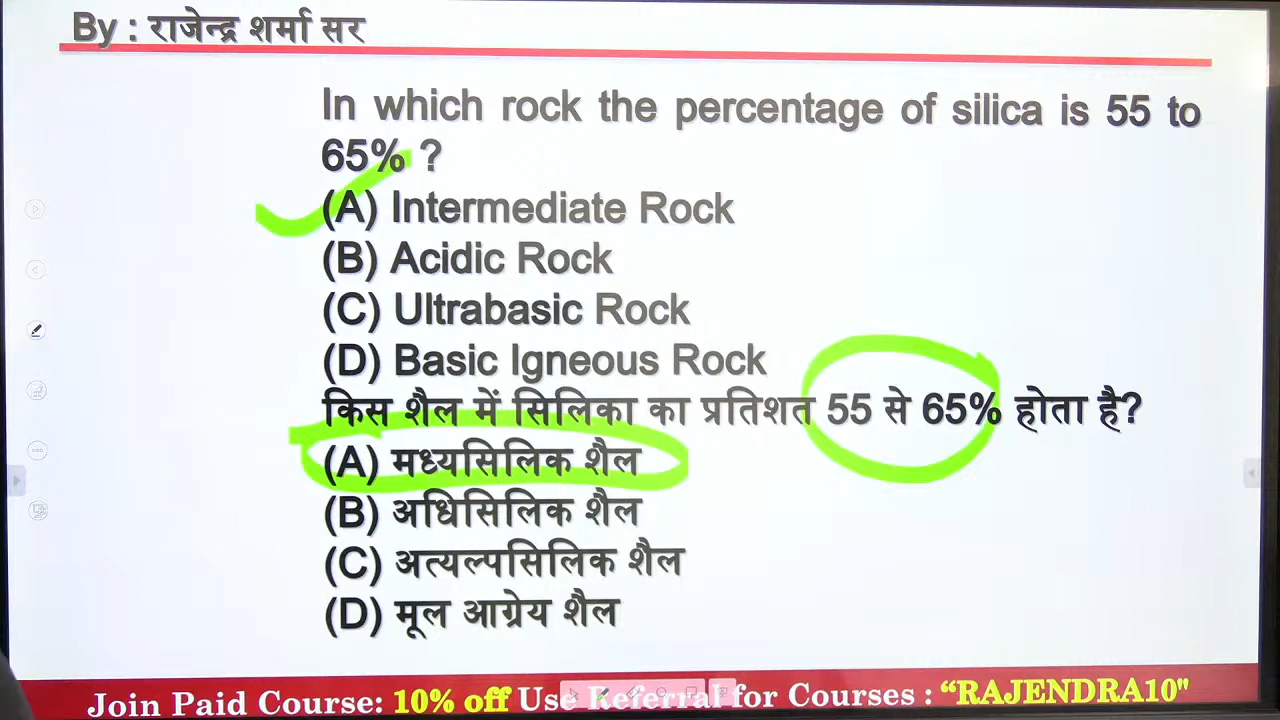 By : राजेन्द्र शर्मा सर
In which rock the percentage of silica is 55 to
65% ?
(A) Intermediate Rock
(B) Acidic Rock
(C) Ultrabasic Rock
(D) Basic Igneous Rock
किस शैल में सिलिका का प्रतिशत 55 से 65% होता है?
(A) मध्यसिलिक शैल
(B) अधिसिलिक शैल
(C) अत्यल्पसिलिक शैल
(D) मूल आग्रेय शैल
Join Paid Course: 10% off Use Referral for Courses : “RAJENDRA10"